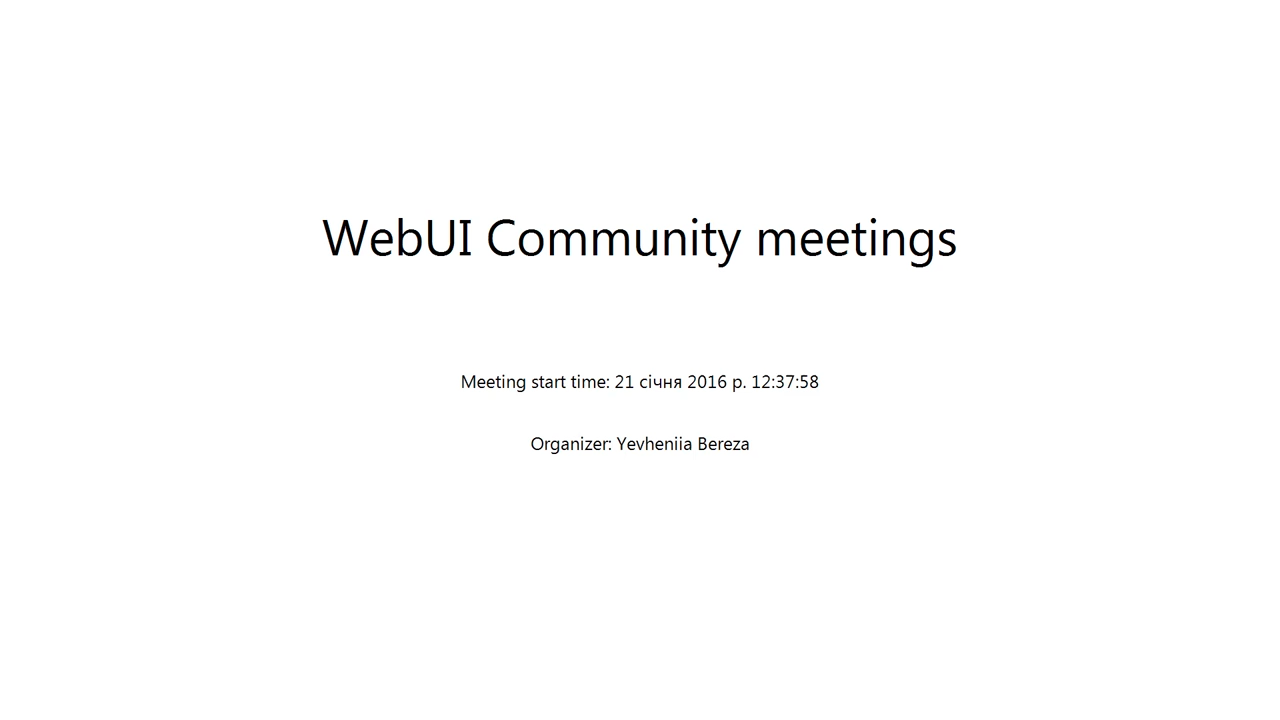 WebUI Community meetings
Meeting start time: 21 січня 2016 р. 12:37:58
Organizer: Yevheniia Bereza